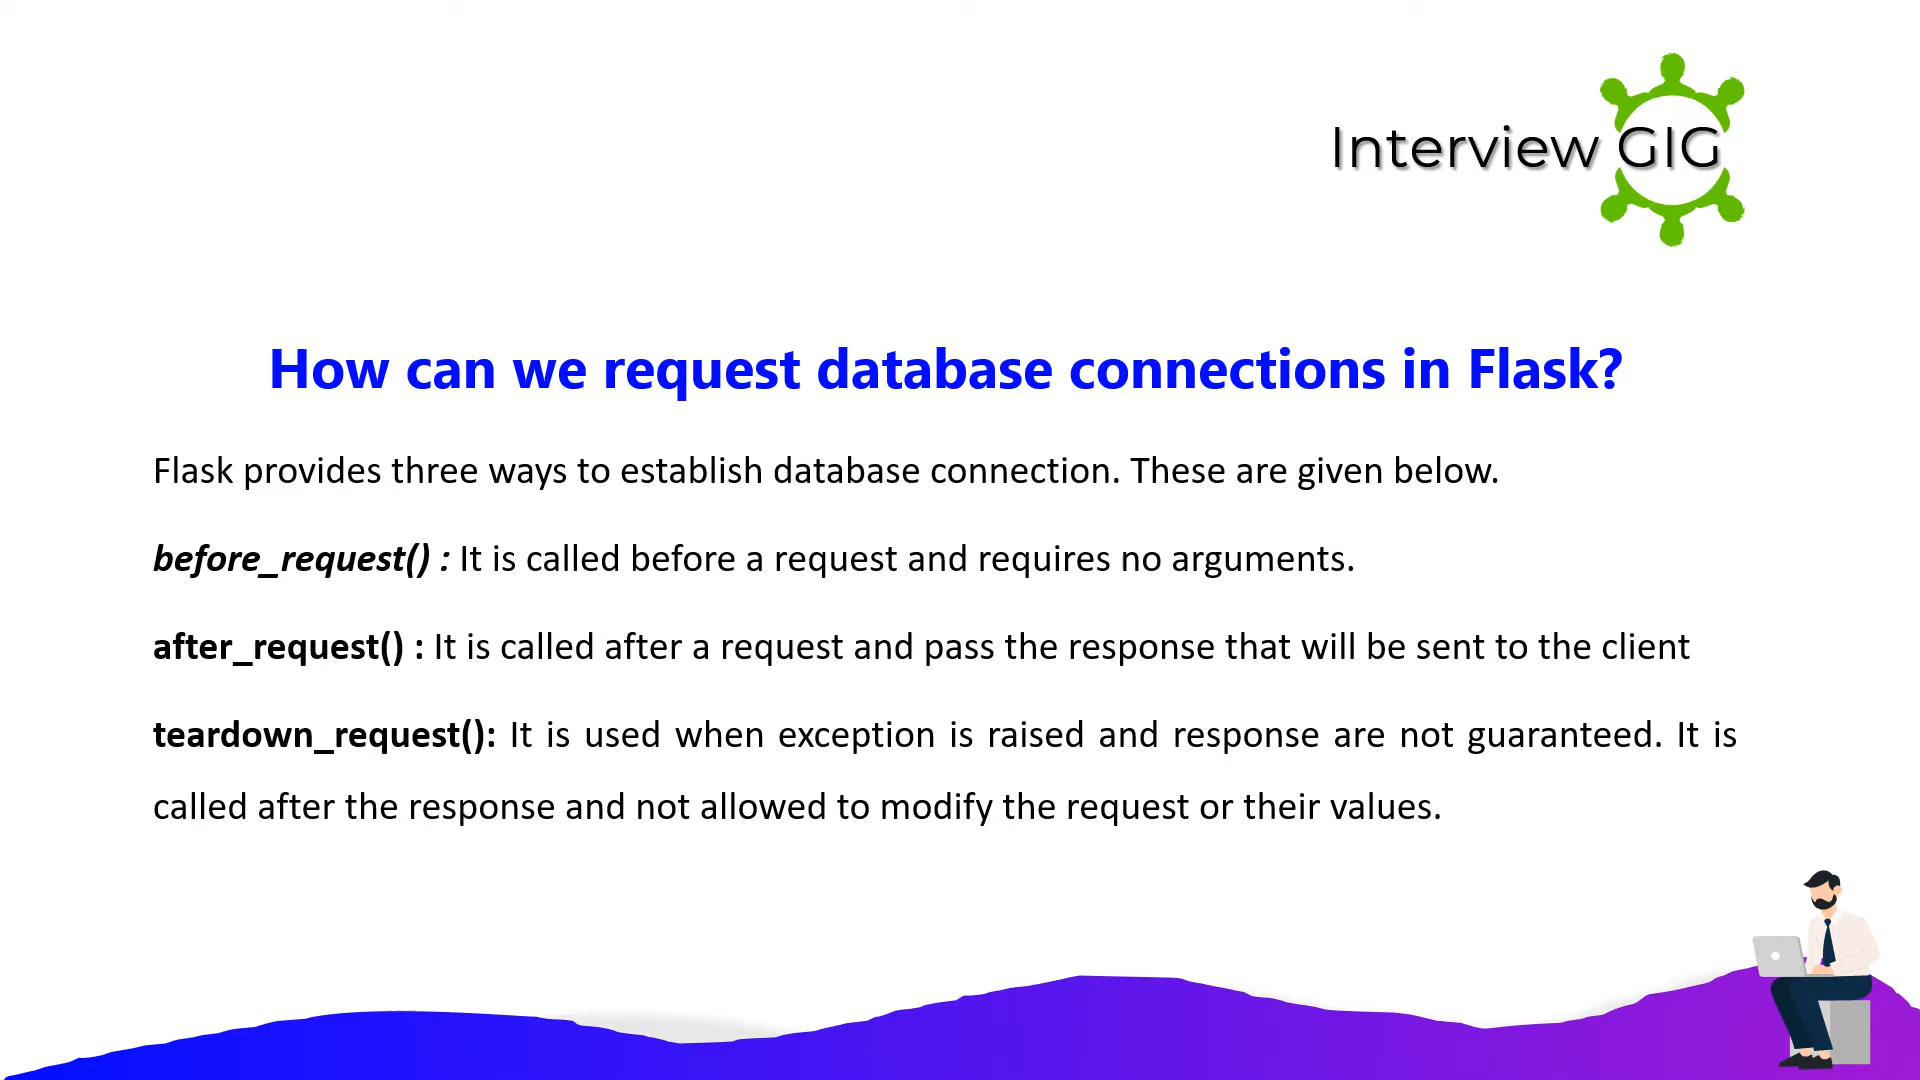 Interview GIG
How can we request database connections in Flask?
Flask provides three ways to establish database connection. These are given below.
before_request() : It is called before a request and requires no arguments.
after_request() : It is called after a request and pass the response that will be sent to the client
teardown_request(): It is used when exception is raised and response are not guaranteed. It is
called after the response and not allowed to modify the request or their values.